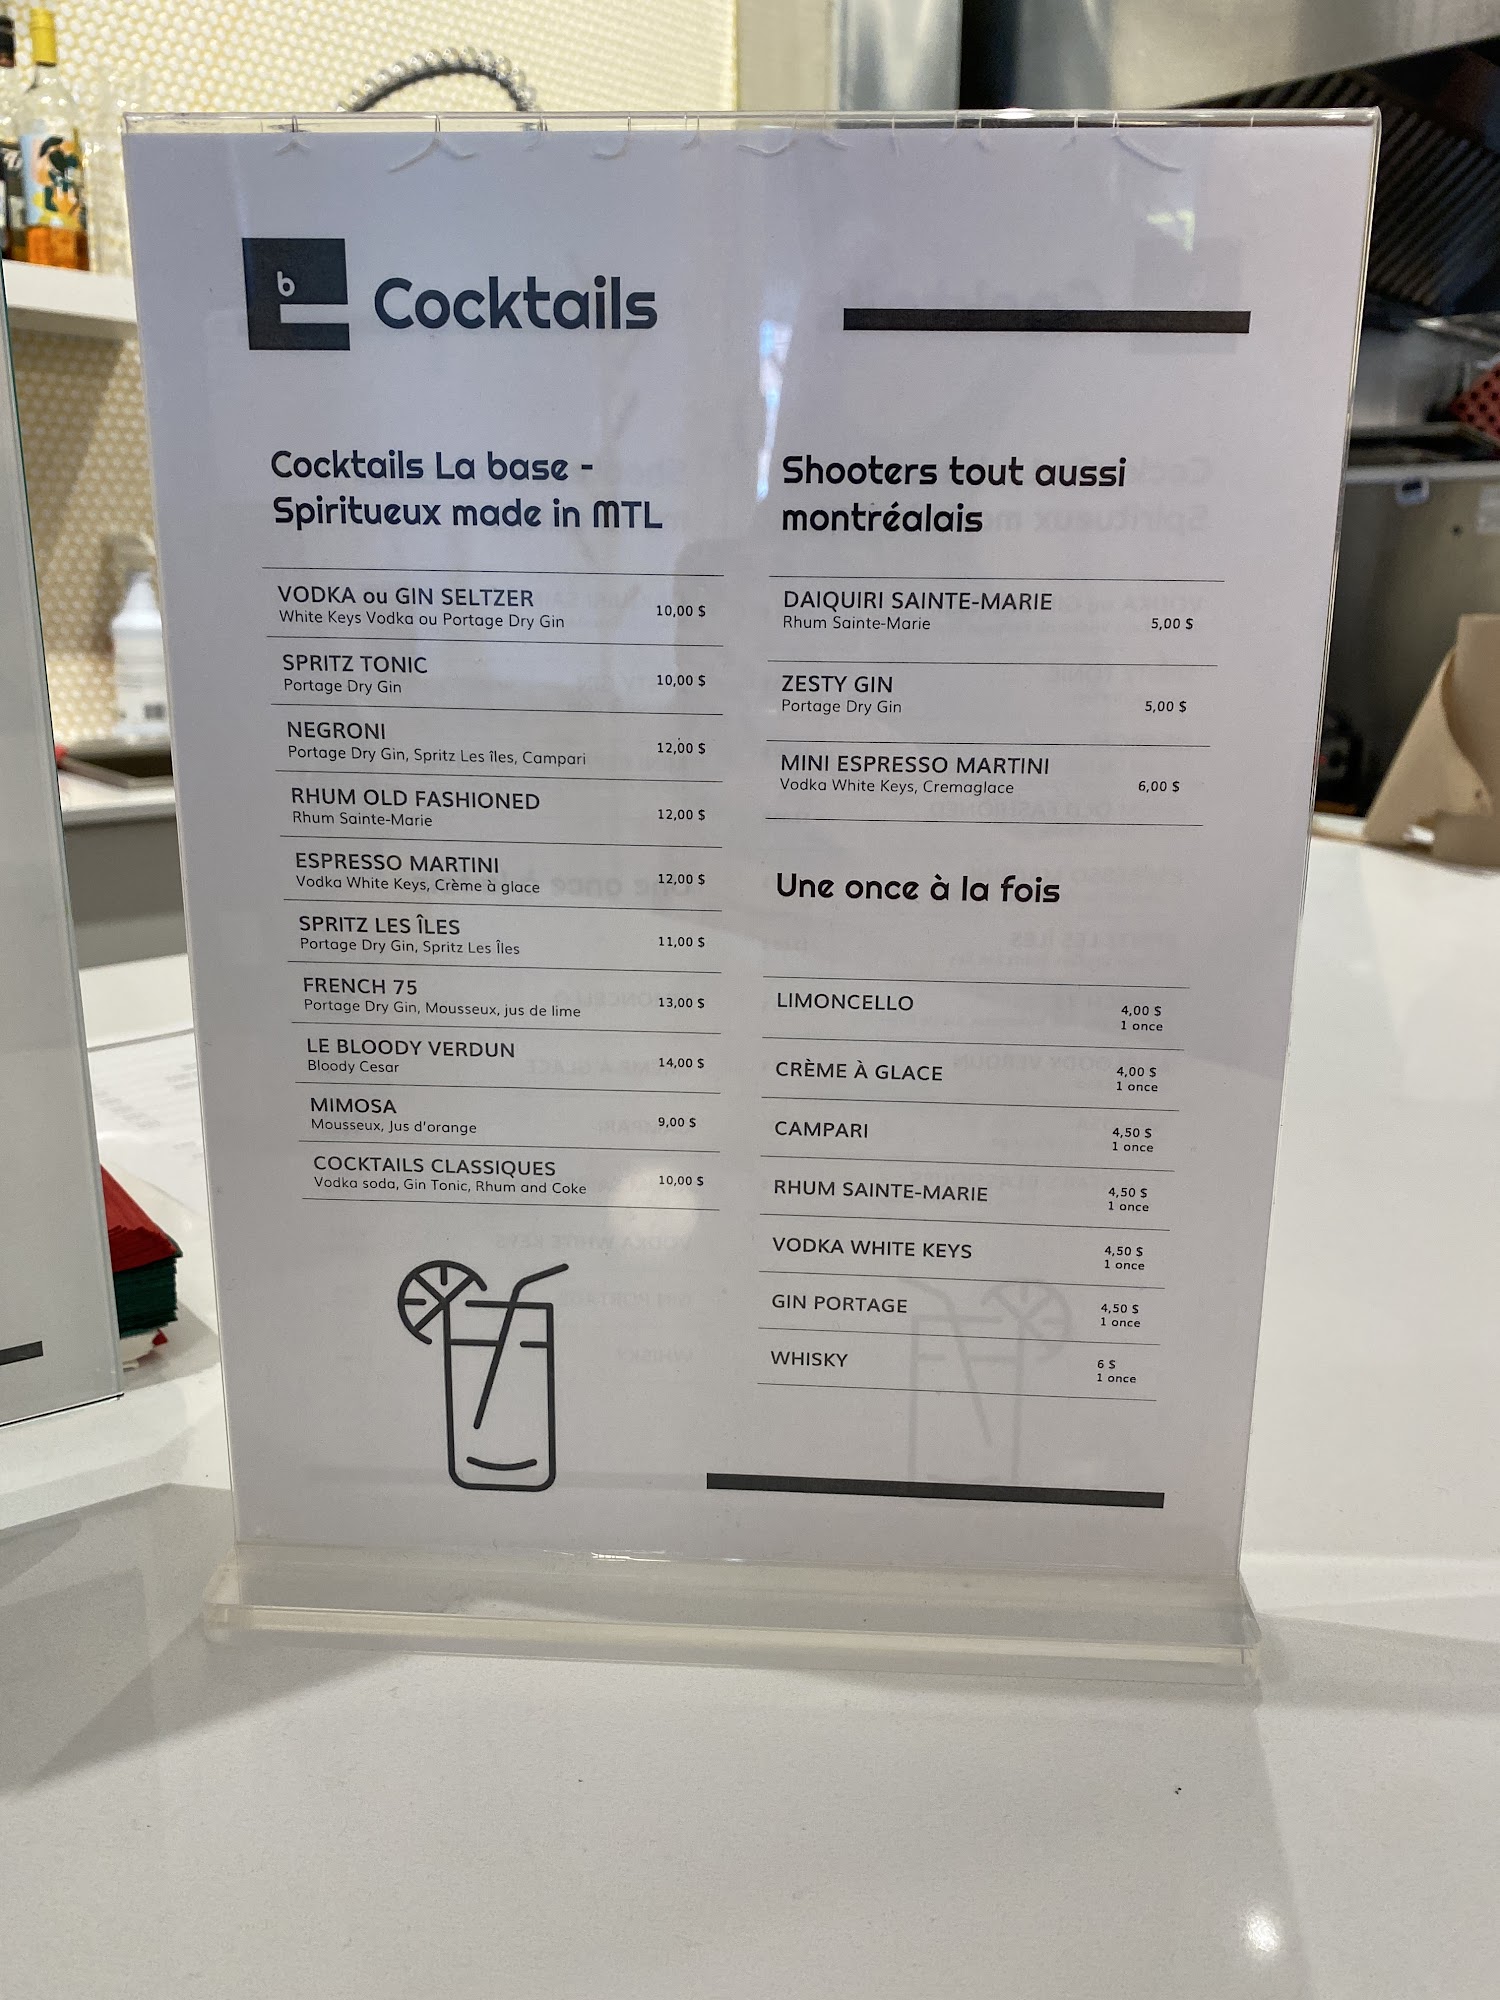 b
Cocktails
Cocktails La base -
Spiritueux made in MTL
VODKA ou GIN SELTZER
White Keys Vodka ou Portage Dry Gin
10,00 $
SPRITZ TONIC
Portage Dry Gin
10,00 $
NEGRONI
Portage Dry Gin, Spritz Les îles, Campari
12,00 $
RHUM OLD FASHIONED
Rhum Sainte-Marie
12,00 $
ESPRESSO MARTINI
Vodka White Keys, Crème à glace
12,00 $
SPRITZ LES ÎLES
Portage Dry Gin, Spritz Les Îles
11,00 $
FRENCH 75
Portage Dry Gin, Mousseux, jus de lime
13,00 $
LE BLOODY VERDUN
Bloody Cesar
14,00 $
MIMOSA
Mousseux, Jus d'orange
9,00 $
COCKTAILS CLASSIQUES
Vodka soda, Gin Tonic, Rhum and Coke
10,00 $
Shooters tout aussi
montréalais
DAIQUIRI SAINTE-MARIE
Rhum Sainte-Marie
5,00 $
ZESTY GIN
Portage Dry Gin
5,00 $
MINI ESPRESSO MARTINI
Vodka White Keys, Cremaglace
6,00 $
Une once à la fois
LIMONCELLO
4,00 $
1 once
CRÈME À GLACE
4,00 $
1 once
CAMPARI
4,50 $
1 once
RHUM SAINTE-MARIE
4,50 $
1 once
VODKA WHITE KEYS
4,50 $
1 once
GIN PORTAGE
4,50 $
1 once
WHISKY
6 $
1 once